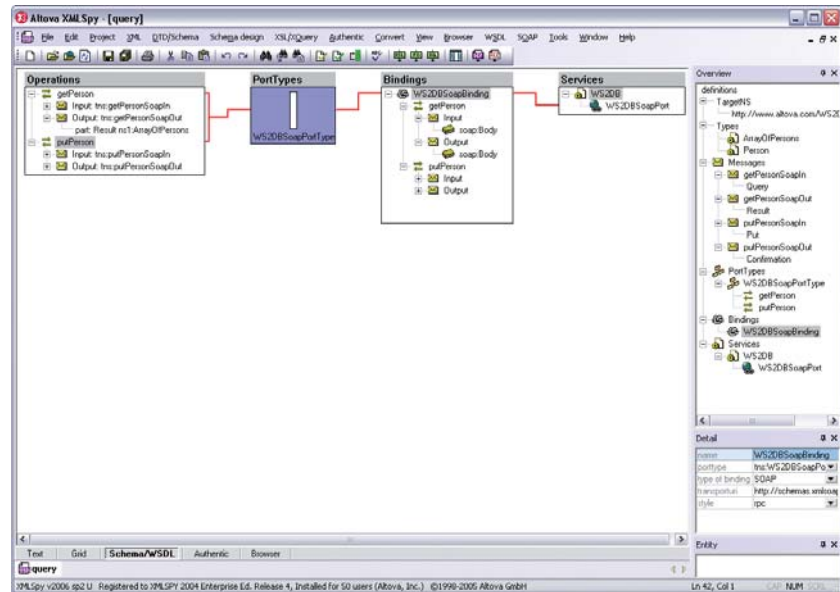 Altova XMLSpy - [query]
File Edit Project XML DTD/Schema Schema design XSL/XQuery Authentic Convert View Browser WSDL SOAP Tools Window Help
Operations
getPerson
Input: tns:getPersonSoapIn
Output: tns:getPersonSoapOut
part: Result ns1:ArrayOfPersons
putPerson
Input: tns:putPersonSoapIn
Output: tns:putPersonSoapOut
PortTypes
WS2DBSoapPortType
Bindings
WS2DBSoapBinding
getPerson
Input
soap:Body
Output
soap:Body
putPerson
Input
Output
Services
WS2DB
WS2DBSoapPort
Overview
definitions
TargetNS
http://www.altova.com/WS2D
Types
ArrayOfPersons
Person
Messages
getPersonSoapIn
Query
getPersonSoapOut
Result
putPersonSoapIn
Put
putPersonSoapOut
Confirmation
PortTypes
WS2DBSoapPortType
getPerson
putPerson
Bindings
WS2DBSoapBinding
Services
WS2DB
WS2DBSoapPort
Detail
name WS2DBSoapBinding
porttype tns:WS2DBSoapPo
type of binding SOAP
transporturi http://schemas.xmlsoap
style rpc
Entity
Text Grid Schema/WSDL Authentic Browser
query
XMLSpy v2006 sp2 U Registered to XMLSPY 2004 Enterprise Ed. Release 4, Installed for 50 users (Altova, Inc.) ©1998-2005 Altova GmbH
Ln 42, Col 1 CAP NUM SCRL